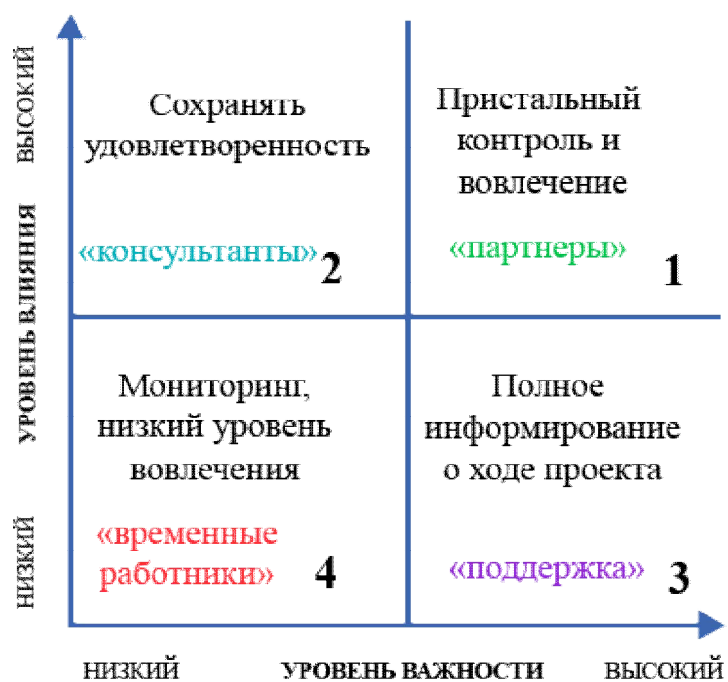 ВЫСОКИЙ
УРОВЕНЬ ВЛИЯНИЯ
НИЗКИЙ
Сохранять
удовлетворенность
«консультанты» 2
Пристальный
контроль и
вовлечение
«партнеры» 1
Мониторинг,
низкий уровень
вовлечения
«временные
работники» 4
Полное
информирование
о ходе проекта
«поддержка» 3
НИЗКИЙ УРОВЕНЬ ВАЖНОСТИ ВЫСОКИЙ